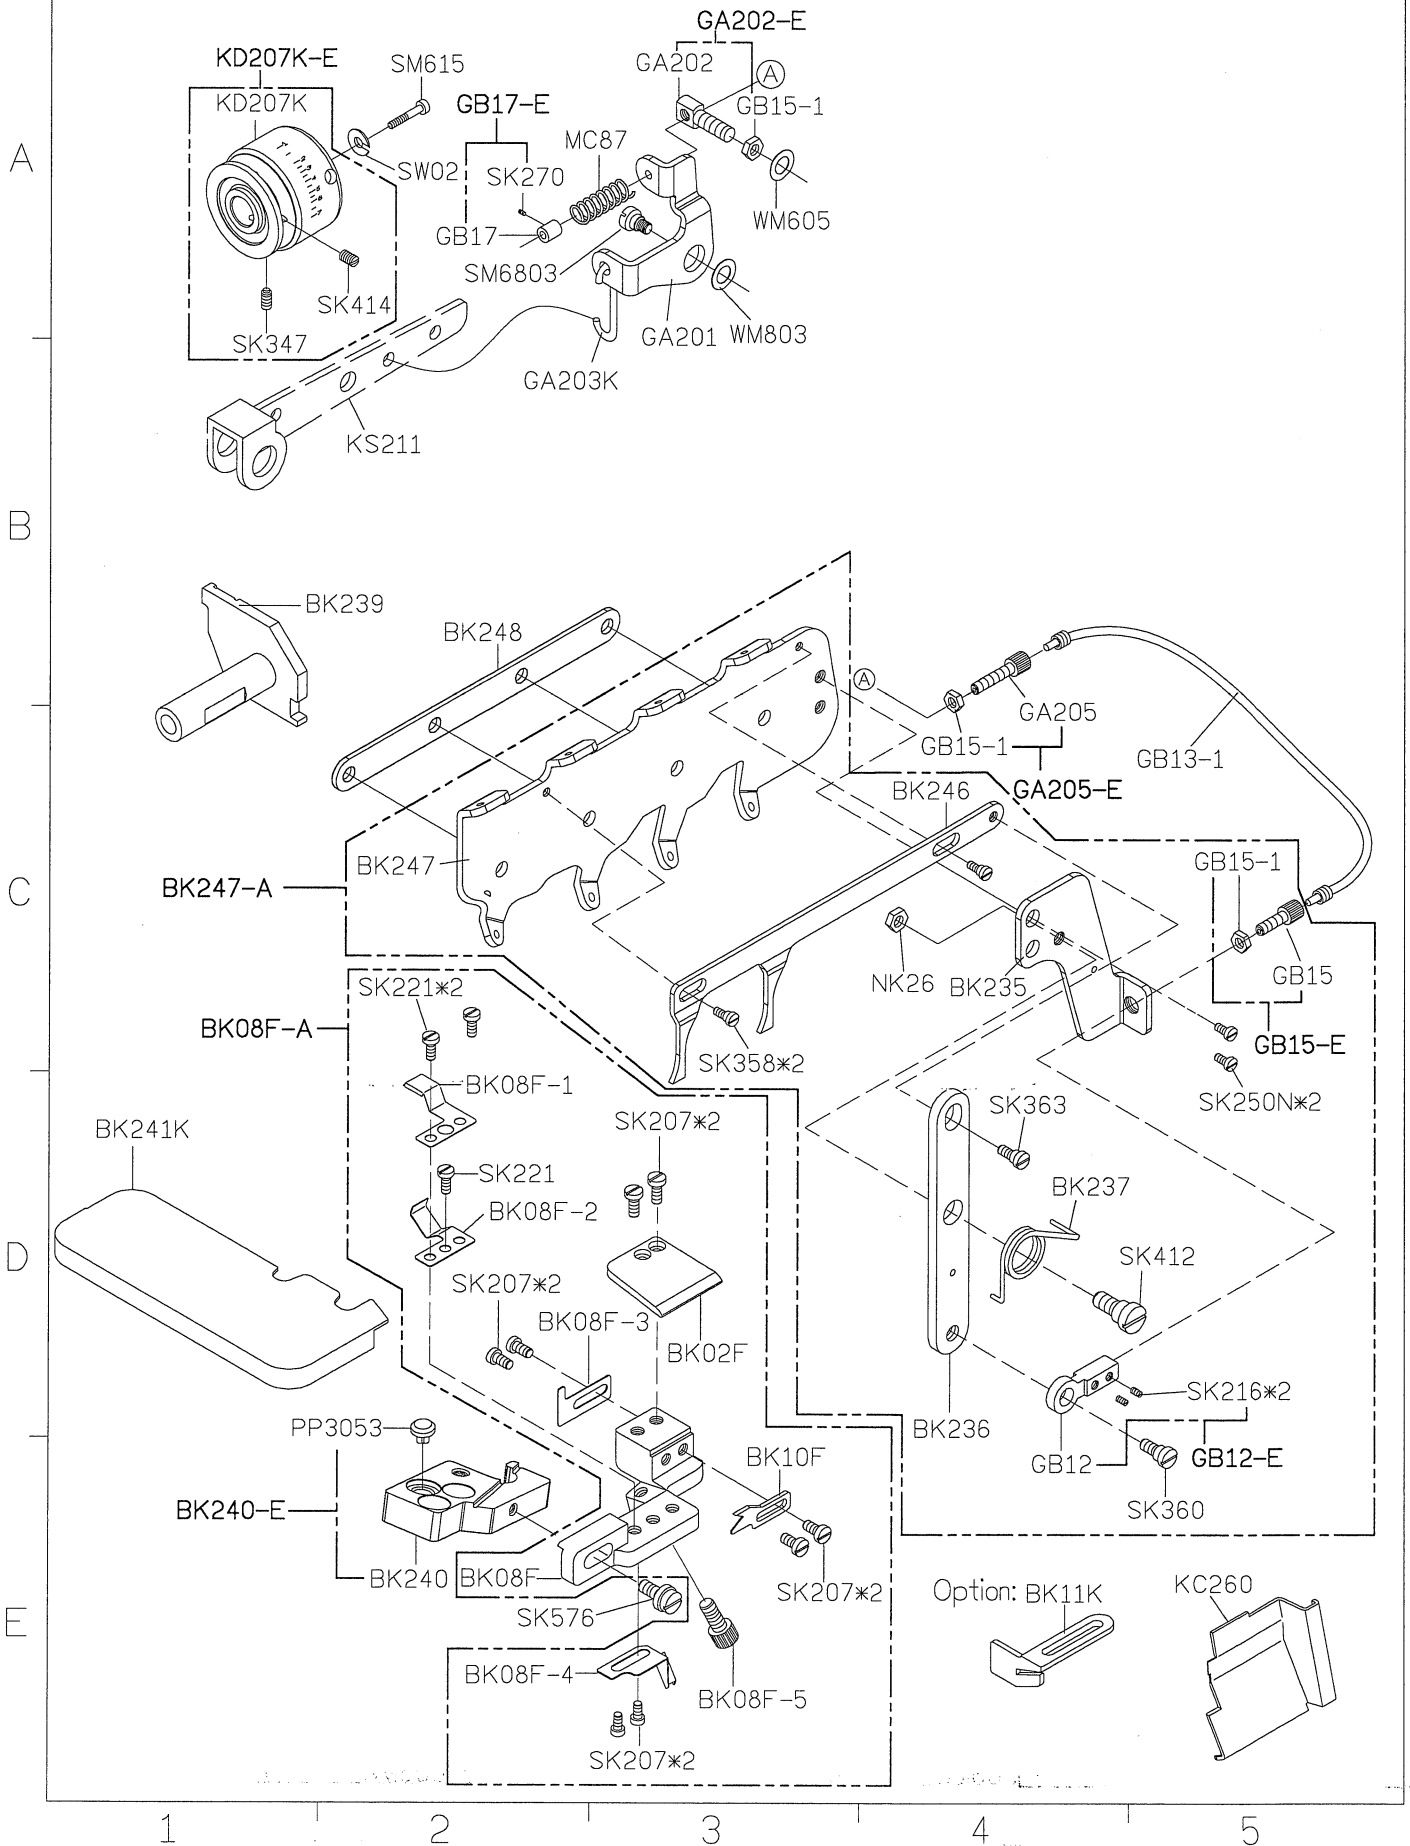 GA202-E
KD207K-E
SM615
GA202
A
KD207K
GB17-E
GB15-1
A
MC87
SW02
SK270
WM605
GB17
SM6803
SK414
GA201
WM803
SK347
GA203K
KS211
B
BK239
BK248
A
GA205
GB15-1
GB13-1
GA205-E
BK246
BK247
GB15-1
BK247-A
C
NK26
BK235
GB15
SK221*2
BK08F-A
GB15-E
SK358*2
BK08F-1
SK250N*2
SK363
BK241K
SK207*2
SK221
BK237
BK08F-2
D
SK412
SK207*2
BK08F-3
BK02F
SK216*2
PP3053
BK236
BK10F
GB12
GB12-E
BK240-E
SK360
BK240
BK08F
SK207*2
Option: BK11K
KC260
SK576
E
BK08F-4
BK08F-5
SK207*2
1
2
3
4
5